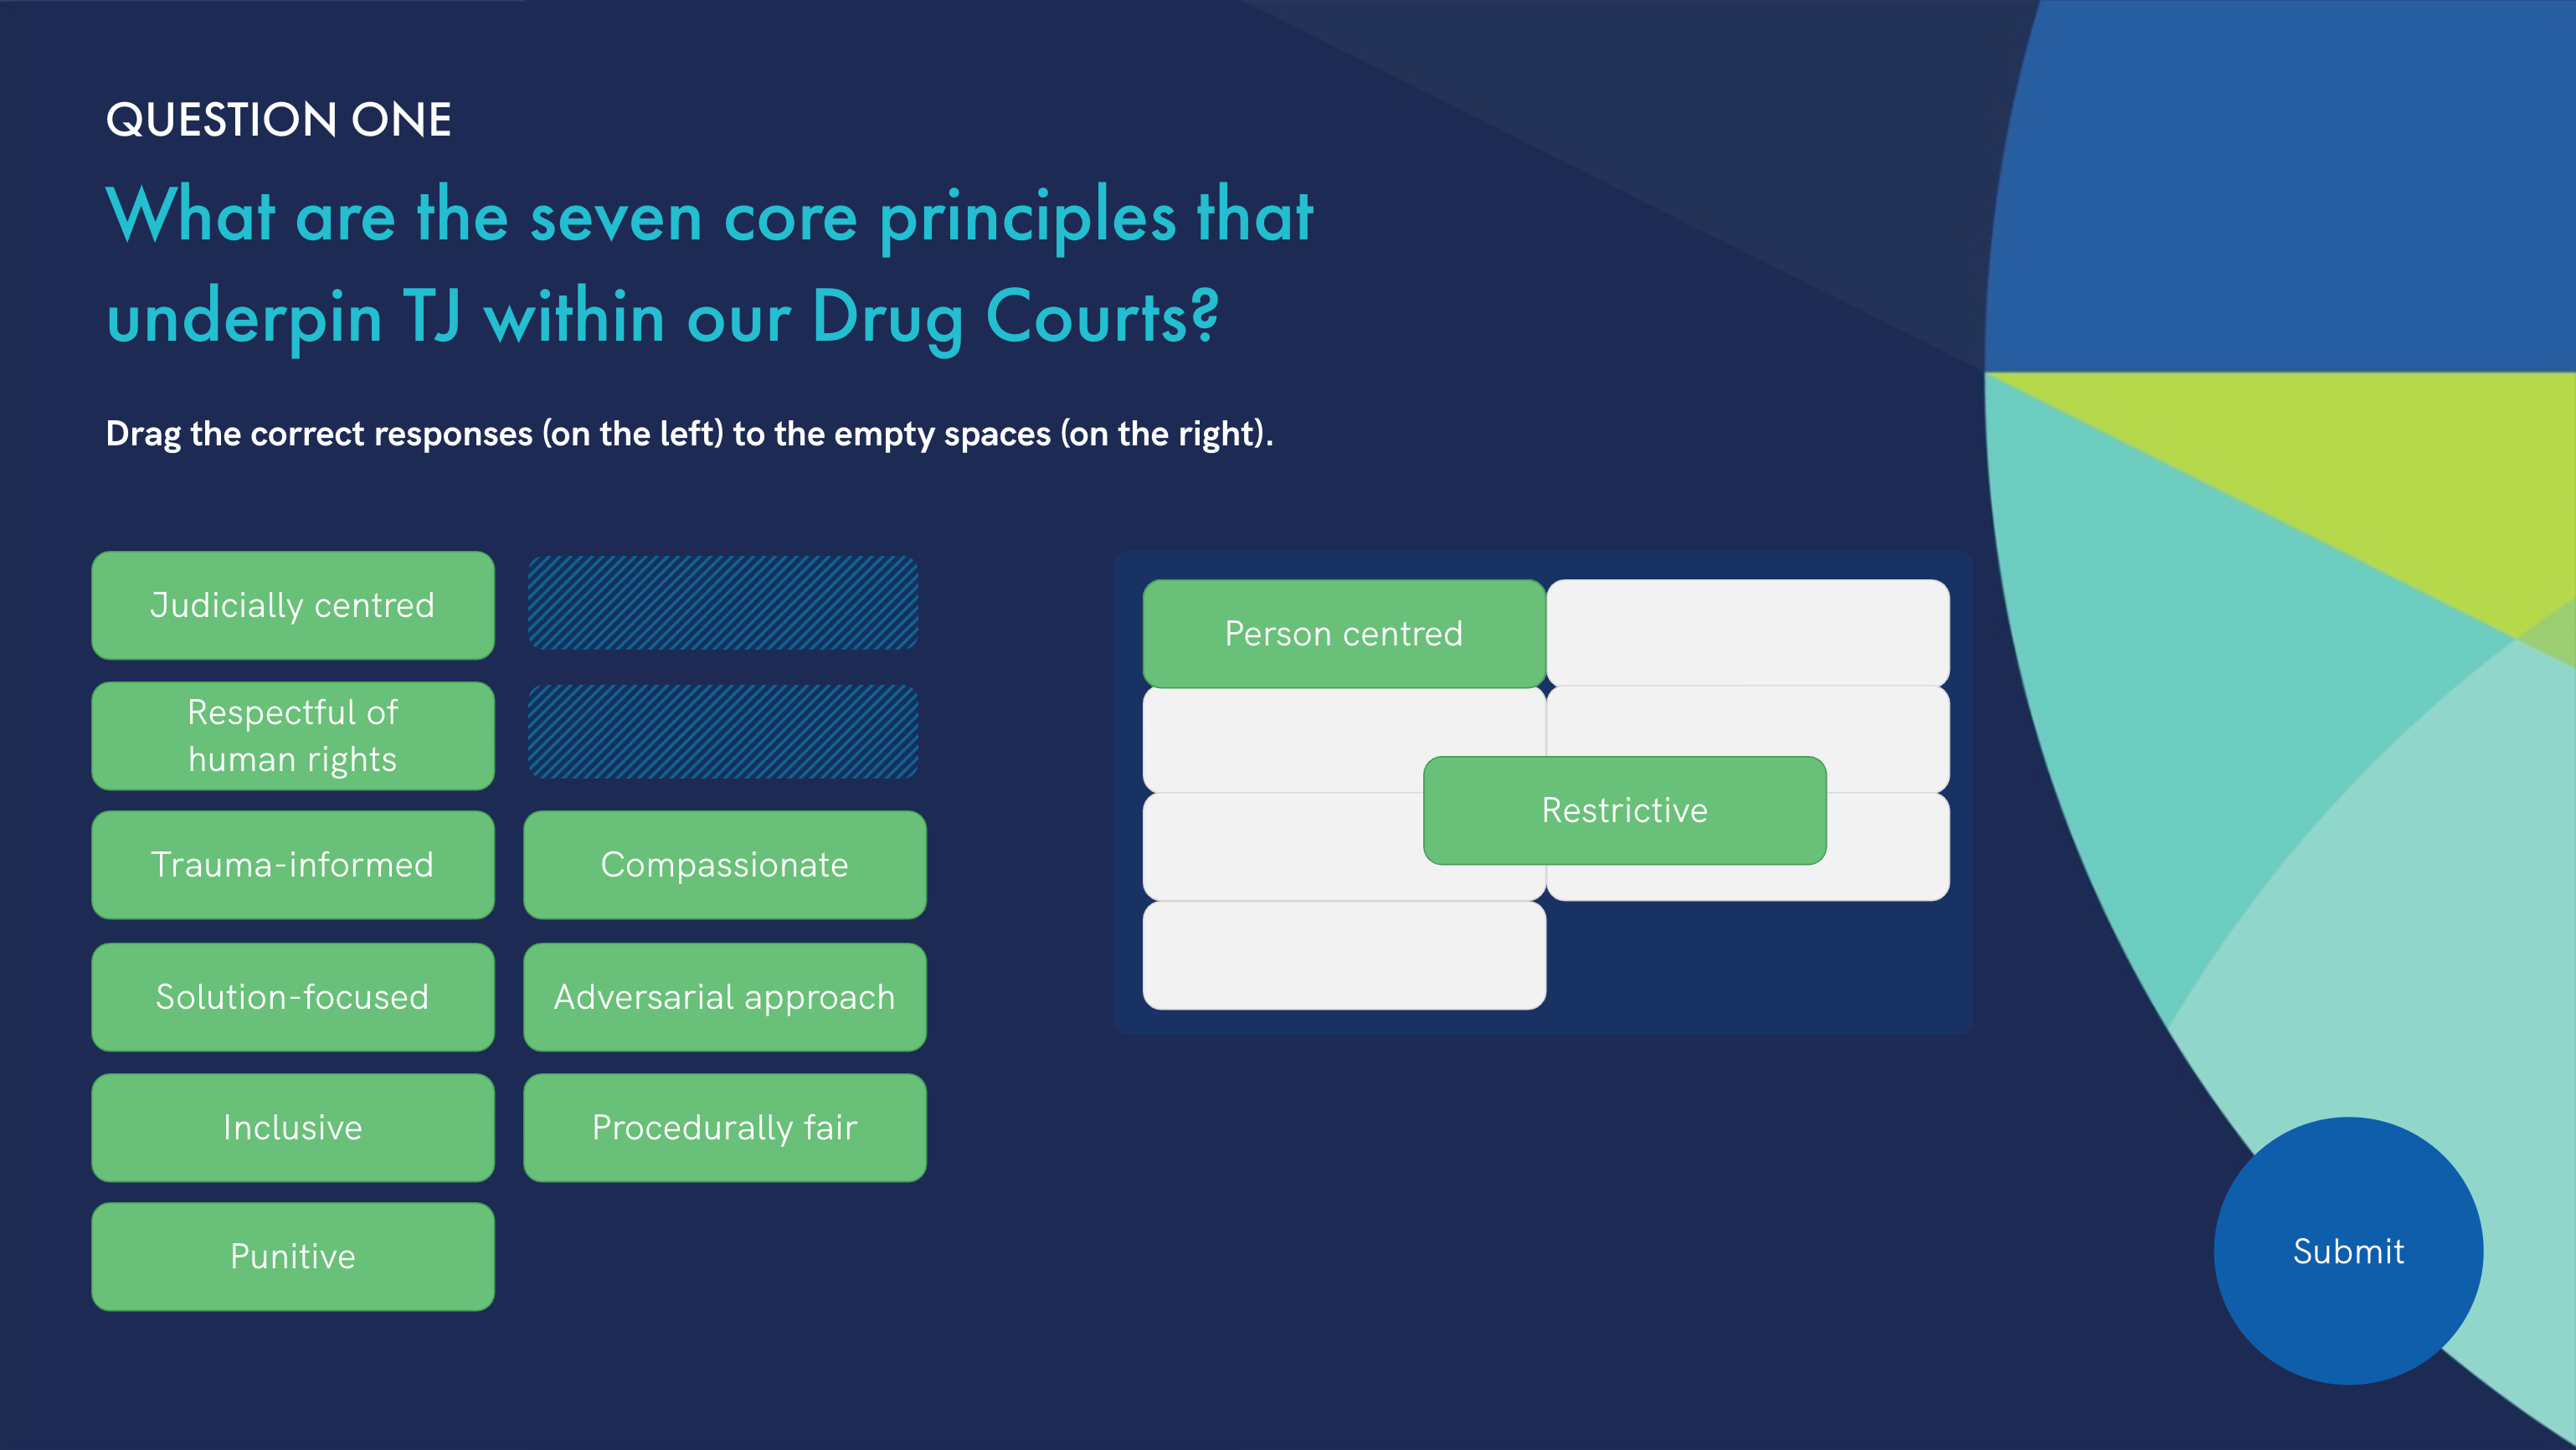 QUESTION ONE
What are the seven core principles that
underpin TJ within our Drug Courts?
Drag the correct responses (on the left) to the empty spaces (on the right).
Judicially centred
Respectful of
human rights
Trauma-informed
Compassionate
Solution-focused
Adversarial approach
Inclusive
Procedurally fair
Punitive
Person centred
Restrictive
Submit